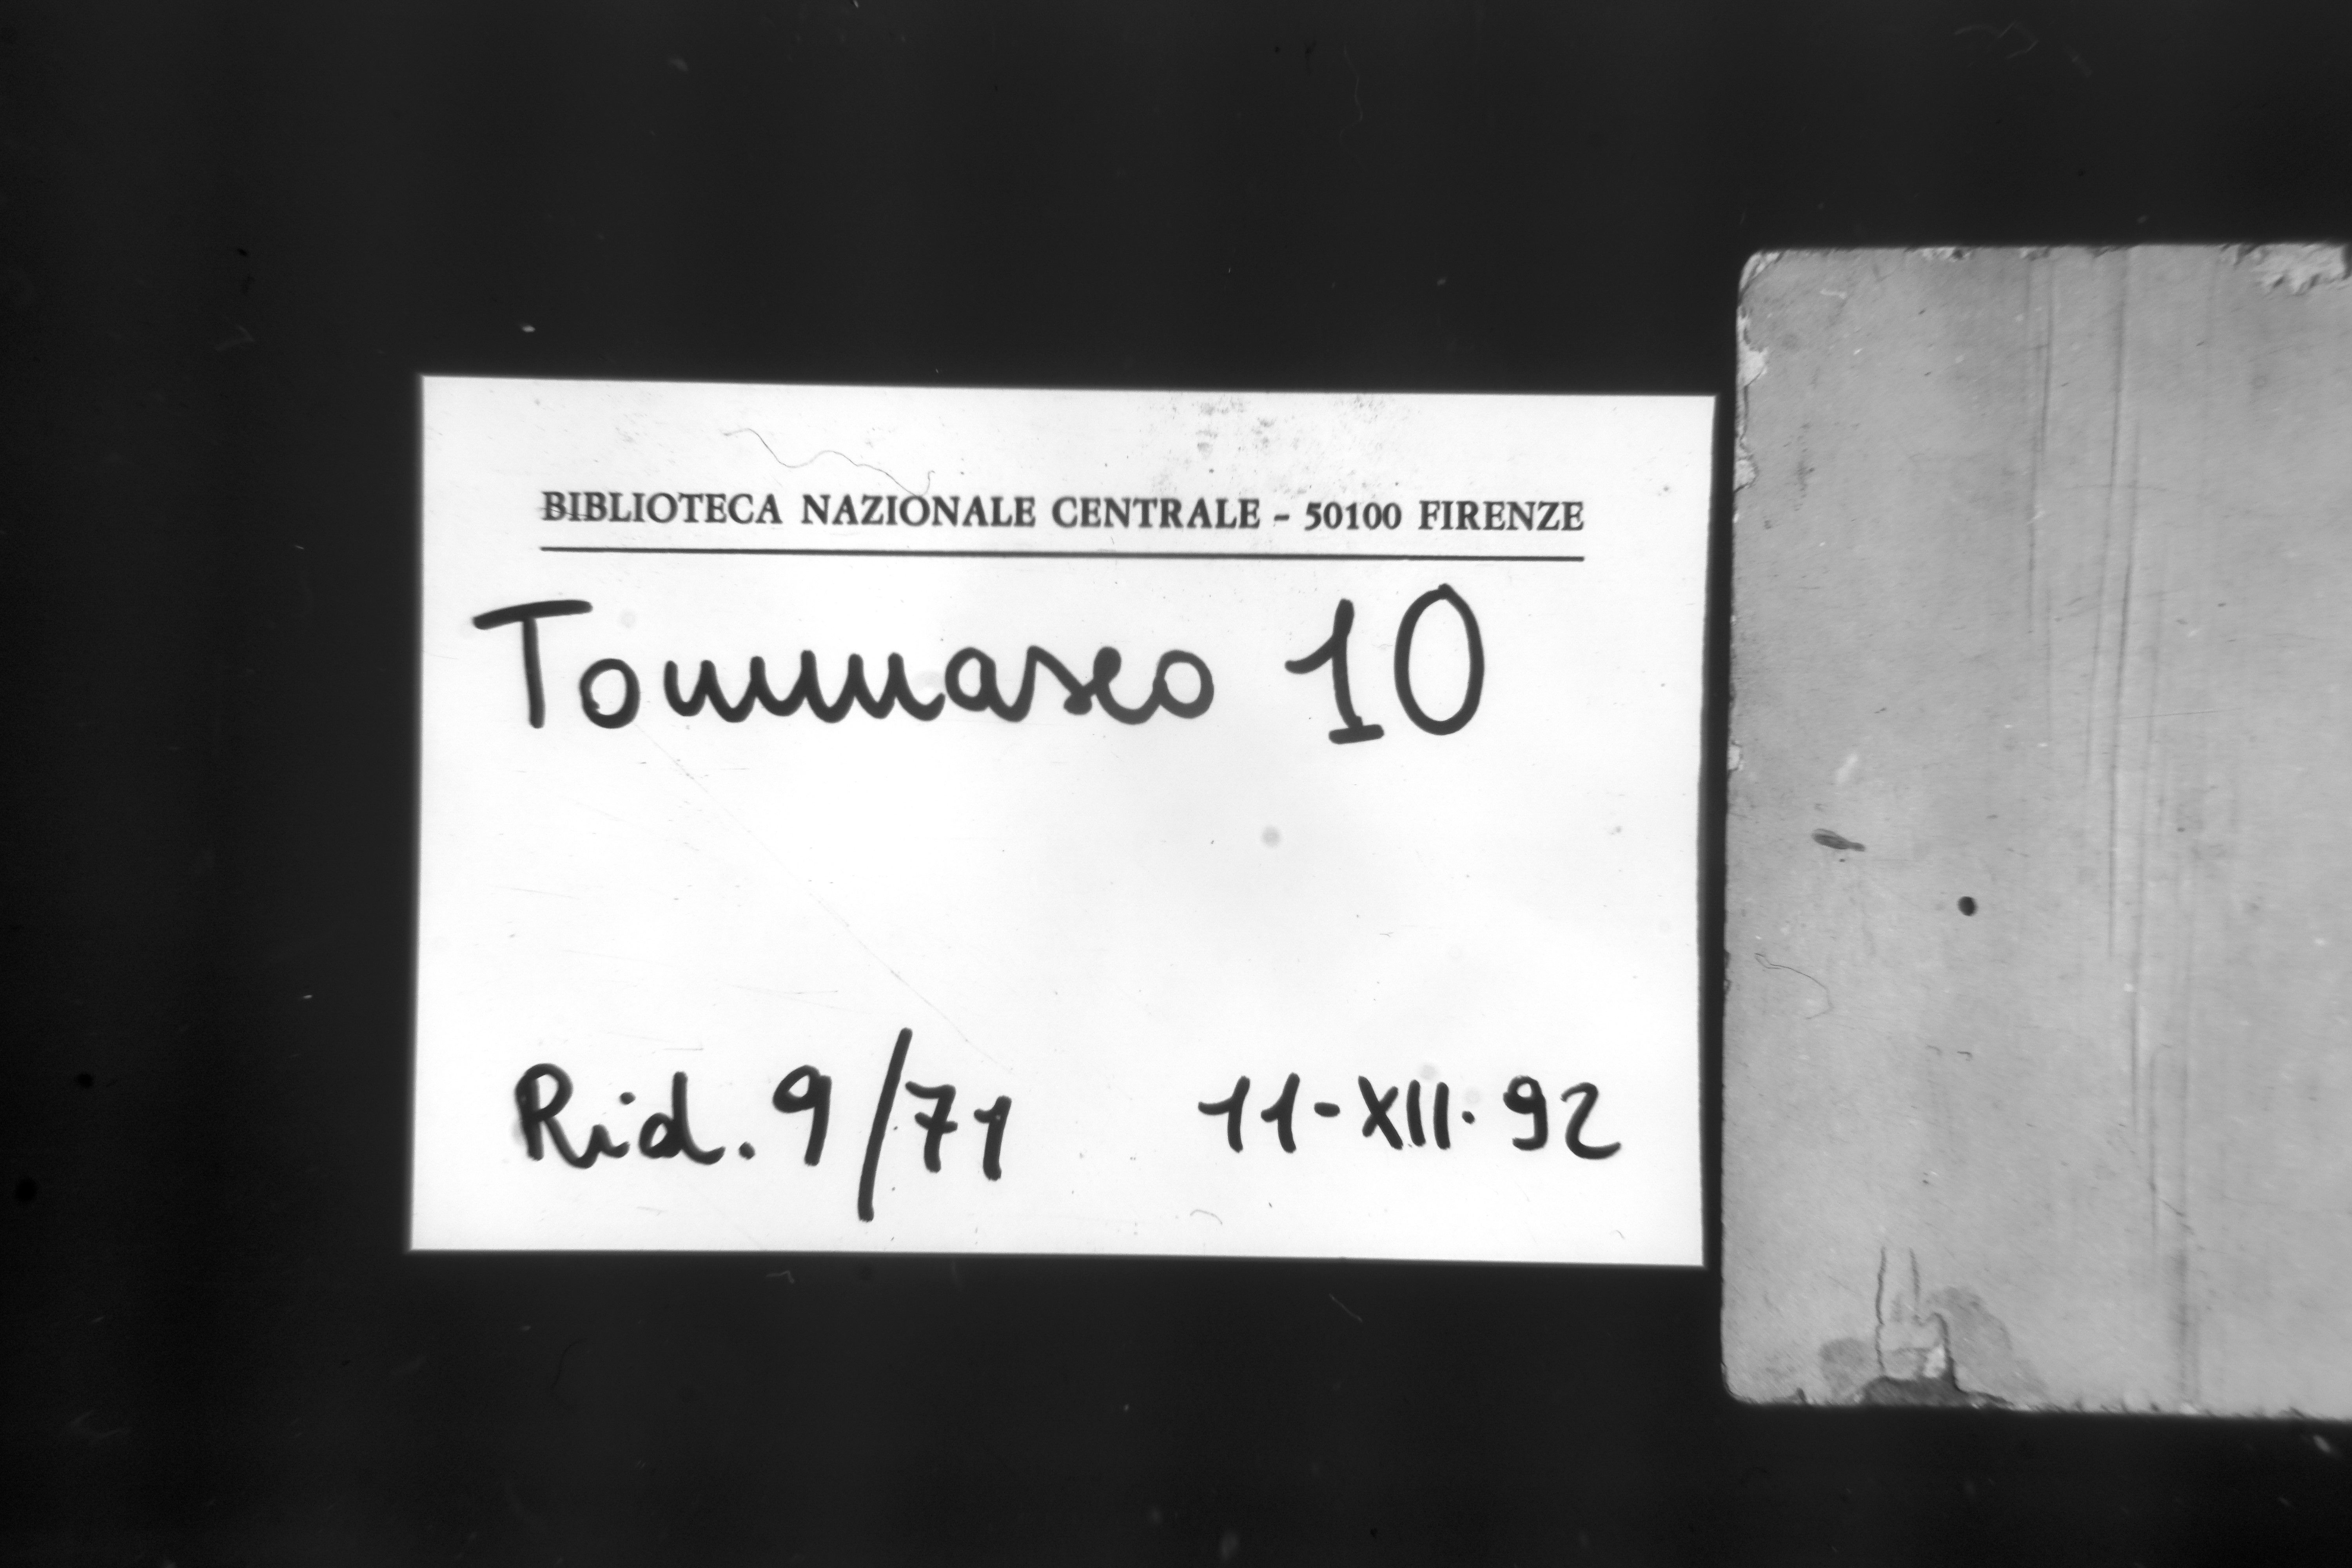 BIBLIOTECA NAZIONALE CENTRALE - 50100 FIRENZE
Tommaseo 10
Rid. 9/71 11-XII.92